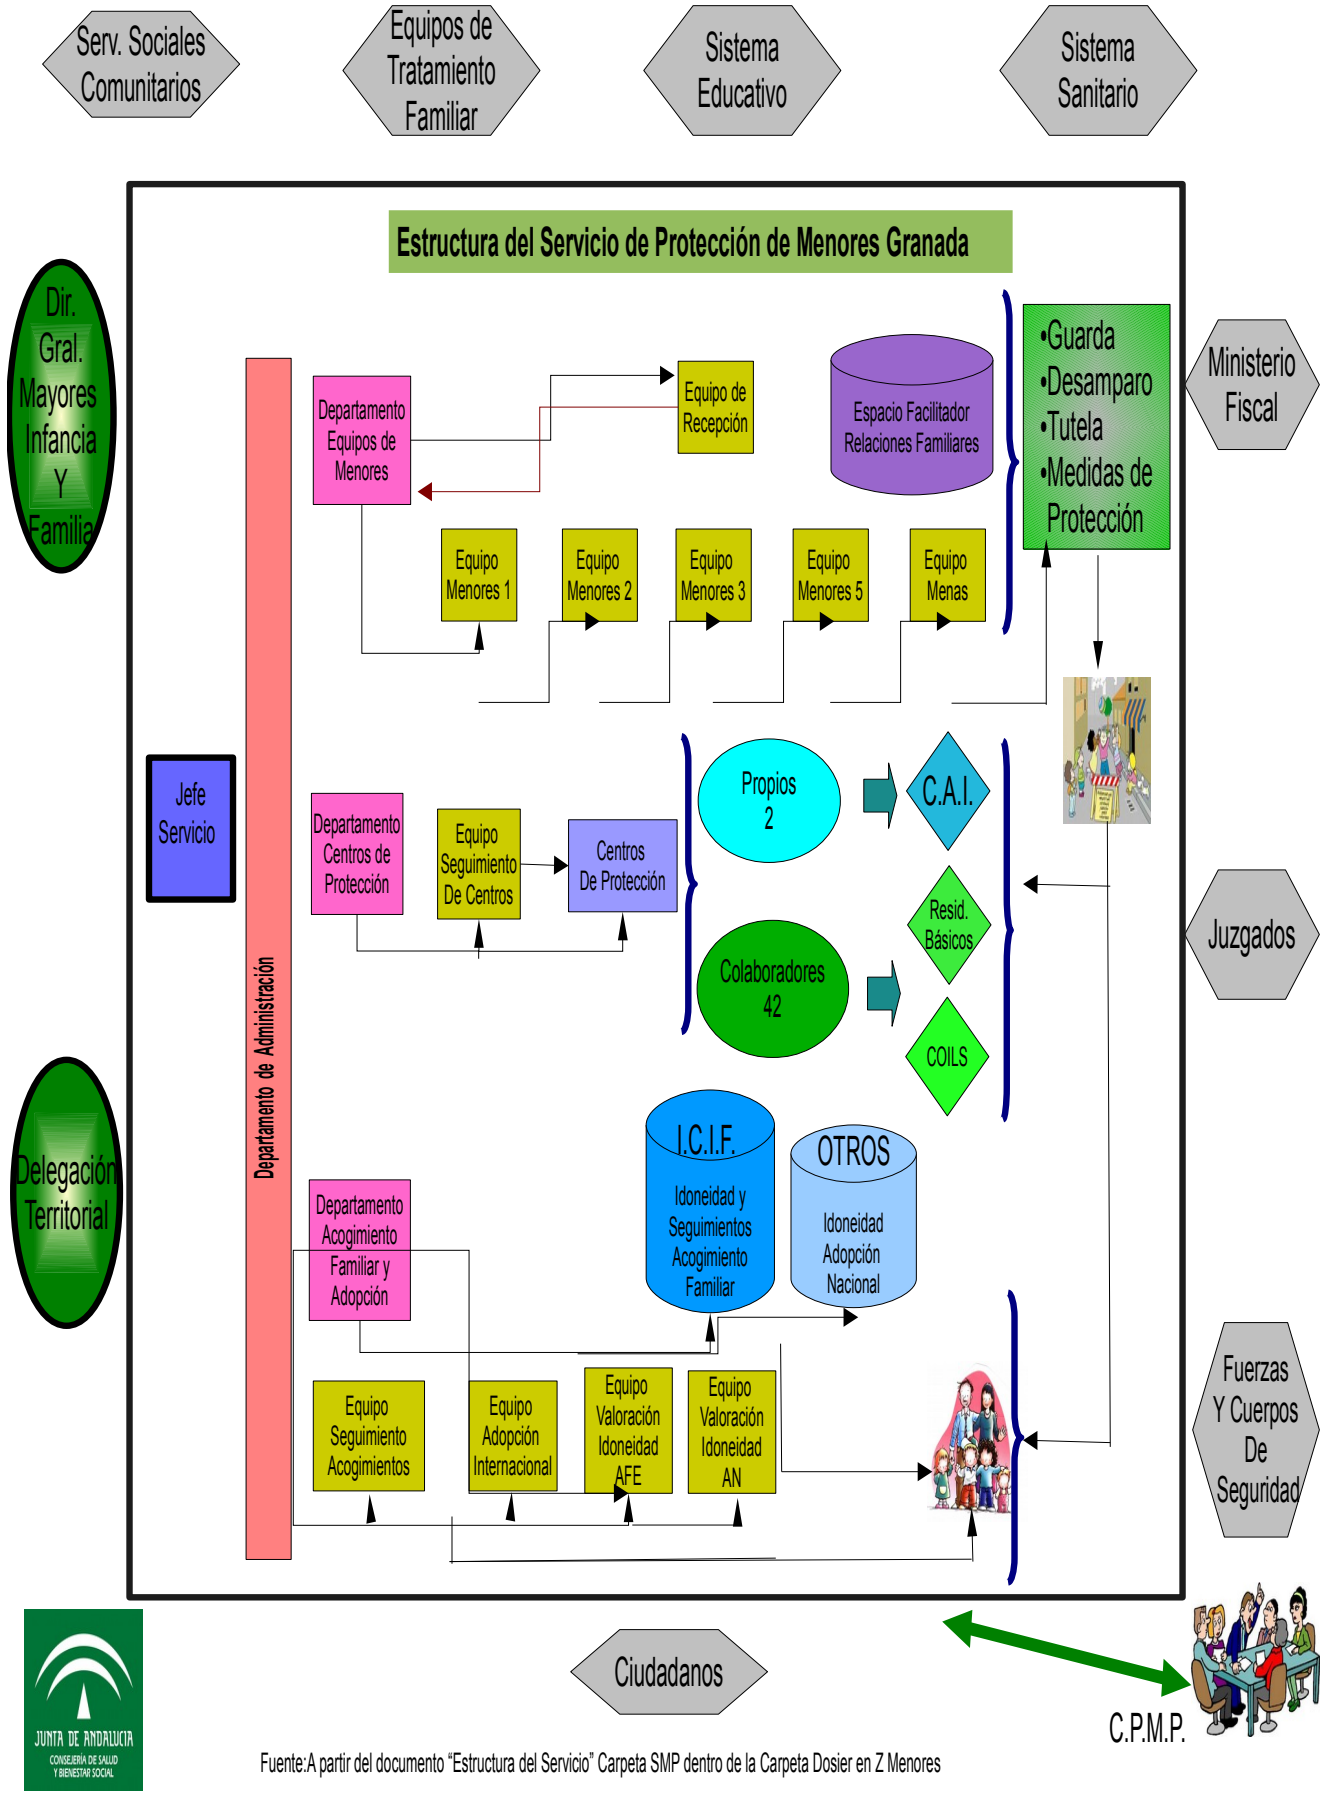 Serv. Sociales
Comunitarios
Equipos de
Tratamiento
Familiar
Sistema
Educativo
Sistema
Sanitario
Estructura del Servicio de Protección de Menores Granada
Dir.
Gral.
Mayores
Infancia
Y
Familia
•Guarda
•Desamparo
•Tutela
•Medidas de
Protección
Ministerio
Fiscal
Departamento
Equipos de
Menores
Equipo de
Recepción
Espacio Facilitador
Relaciones Familiares
Equipo
Menores 1
Equipo
Menores 2
Equipo
Menores 3
Equipo
Menores 5
Equipo
Menas
Jefe
Servicio
Departamento de Administración
Departamento
Centros de
Protección
Equipo
Seguimiento
De Centros
Centros
De Protección
Propios
2
C.A.I.
Resid.
Básicos
Colaboradores
42
COILS
Juzgados
Delegación
Territorial
Departamento
Acogimiento
Familiar y
Adopción
I.C.I.F.
Idoneidad y
Seguimientos
Acogimiento
Familiar
OTROS
Idoneidad
Adopción
Nacional
Equipo
Seguimiento
Acogimientos
Equipo
Adopción
Internacional
Equipo
Valoración
Idoneidad
AFE
Equipo
Valoración
Idoneidad
AN
Fuerzas
Y Cuerpos
De
Seguridad
JUNTA DE ANDALUCIA
CONSEJERÍA DE SALUD
Y BIENESTAR SOCIAL
Ciudadanos
C.P.M.P.
Fuente:A partir del documento “Estructura del Servicio” Carpeta SMP dentro de la Carpeta Dosier en Z Menores